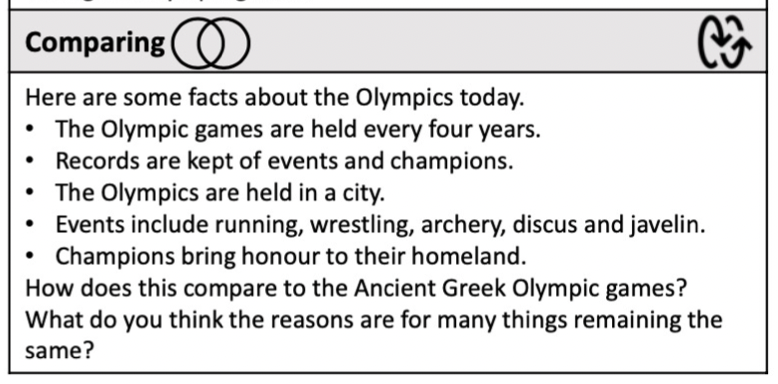 Comparing
Here are some facts about the Olympics today.
• The Olympic games are held every four years.
• Records are kept of events and champions.
• The Olympics are held in a city.
• Events include running, wrestling, archery, discus and javelin.
• Champions bring honour to their homeland.
How does this compare to the Ancient Greek Olympic games?
What do you think the reasons are for many things remaining the
same?